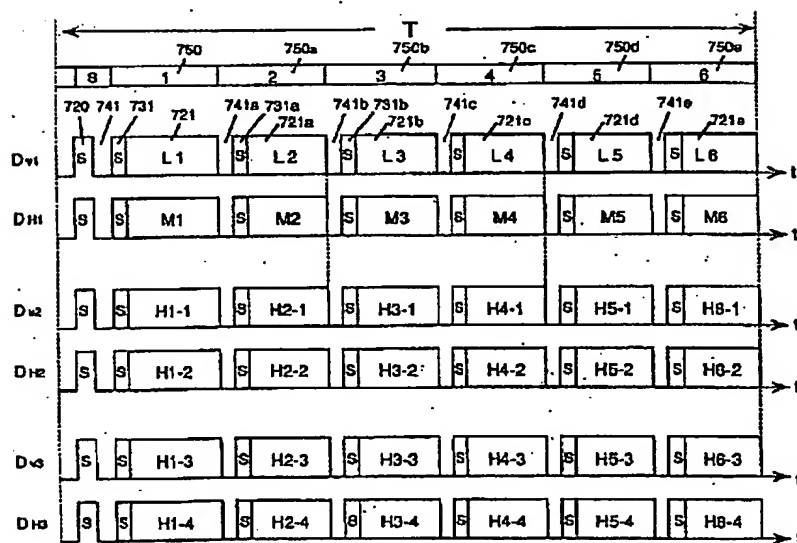 T
750 750a 750b 750c 750d 750e
S 1 2 3 4 5 6
720 741 731 721 741a 731a 721a 741b 731b 721b 741c 721c 741d 721d 741e 721e
DV1 S S L1 S L2 S L3 S L4 S L5 S L6 t
DH1 S S M1 S M2 S M3 S M4 S M5 S M6 t
DV2 S S H1-1 S H2-1 S H3-1 S H4-1 S H5-1 S H6-1 t
DH2 S S H1-2 S H2-2 S H3-2 S H4-2 S H5-2 S H6-2 t
DV3 S S H1-3 S H2-3 S H3-3 S H4-3 S H5-3 S H6-3 t
DH3 S S H1-4 S H2-4 S H3-4 S H4-4 S H5-4 S H6-4 t